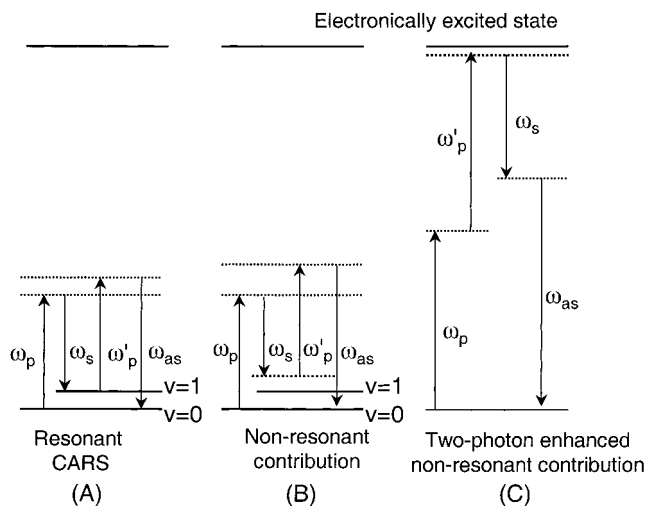 Electronically excited state
ω'p
ωs
ωas
ωp
ωp
ωs
ω'p
ωas
v=1
v=0
ωp
ωs
ω'p
ωas
v=1
v=0
Resonant
CARS
(A)
Non-resonant
contribution
(B)
Two-photon enhanced
non-resonant contribution
(C)